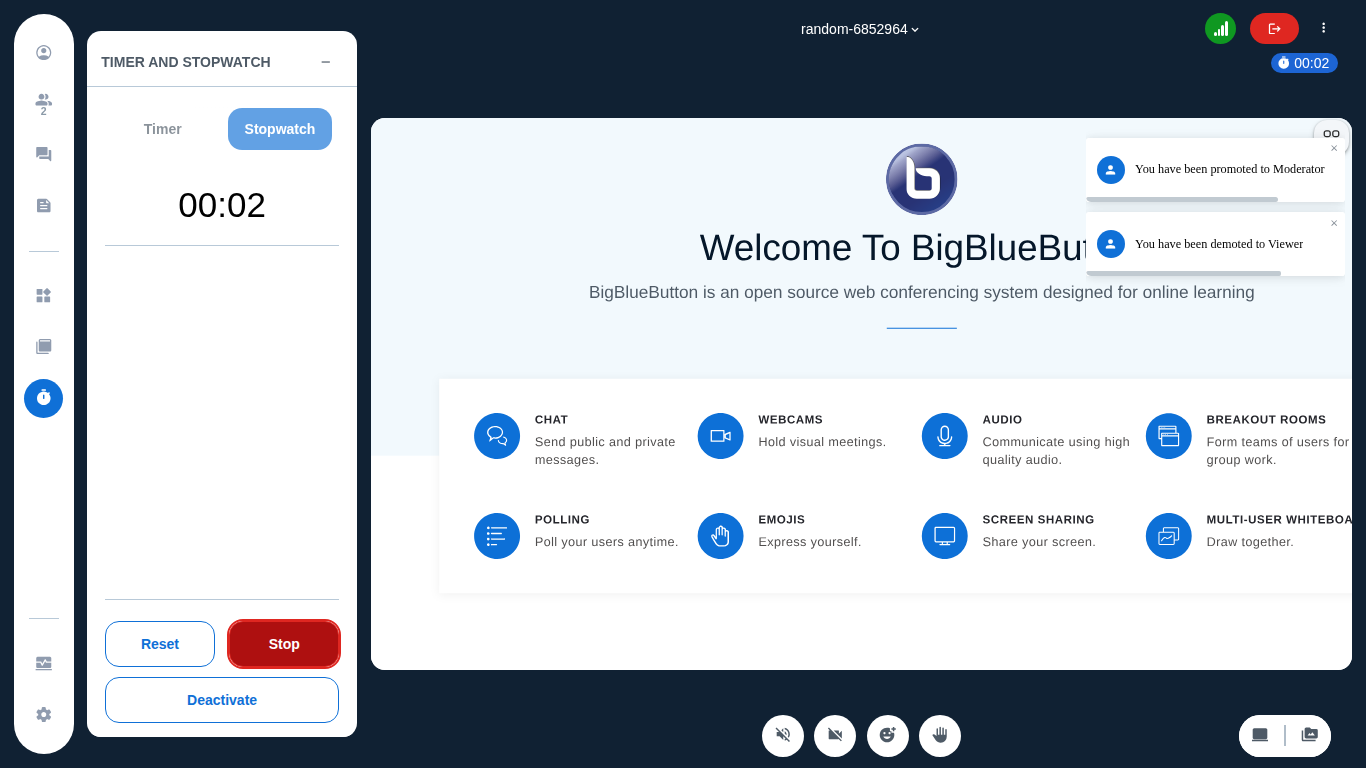 random-6852964
00:02
2
TIMER AND STOPWATCH
Timer
Stopwatch
00:02
Reset
Stop
Deactivate
You have been promoted to Moderator
You have been demoted to Viewer
Welcome To BigBlueBut
BigBlueButton is an open source web conferencing system designed for online learning
CHAT
Send public and private
messages.
WEBCAMS
Hold visual meetings.
AUDIO
Communicate using high
quality audio.
BREAKOUT ROOMS
Form teams of users for
group work.
POLLING
Poll your users anytime.
EMOJIS
Express yourself.
SCREEN SHARING
Share your screen.
MULTI-USER WHITEBOA
Draw together.